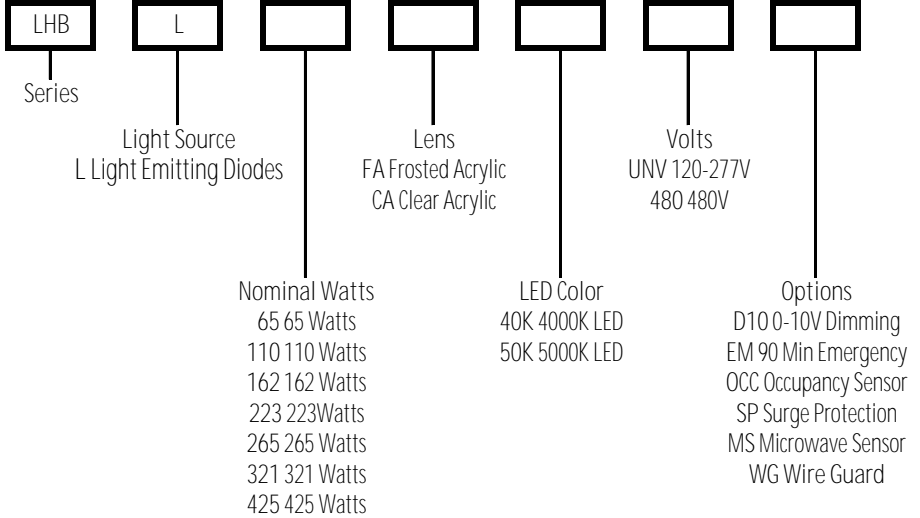 LHB
L
Series
Light Source
L Light Emitting Diodes
Lens
FA Frosted Acrylic
CA Clear Acrylic
Volts
UNV 120-277V
480 480V
Nominal Watts
65 65 Watts
110 110 Watts
162 162 Watts
223 223Watts
265 265 Watts
321 321 Watts
425 425 Watts
LED Color
40K 4000K LED
50K 5000K LED
Options
D10 0-10V Dimming
EM 90 Min Emergency
OCC Occupancy Sensor
SP Surge Protection
MS Microwave Sensor
WG Wire Guard